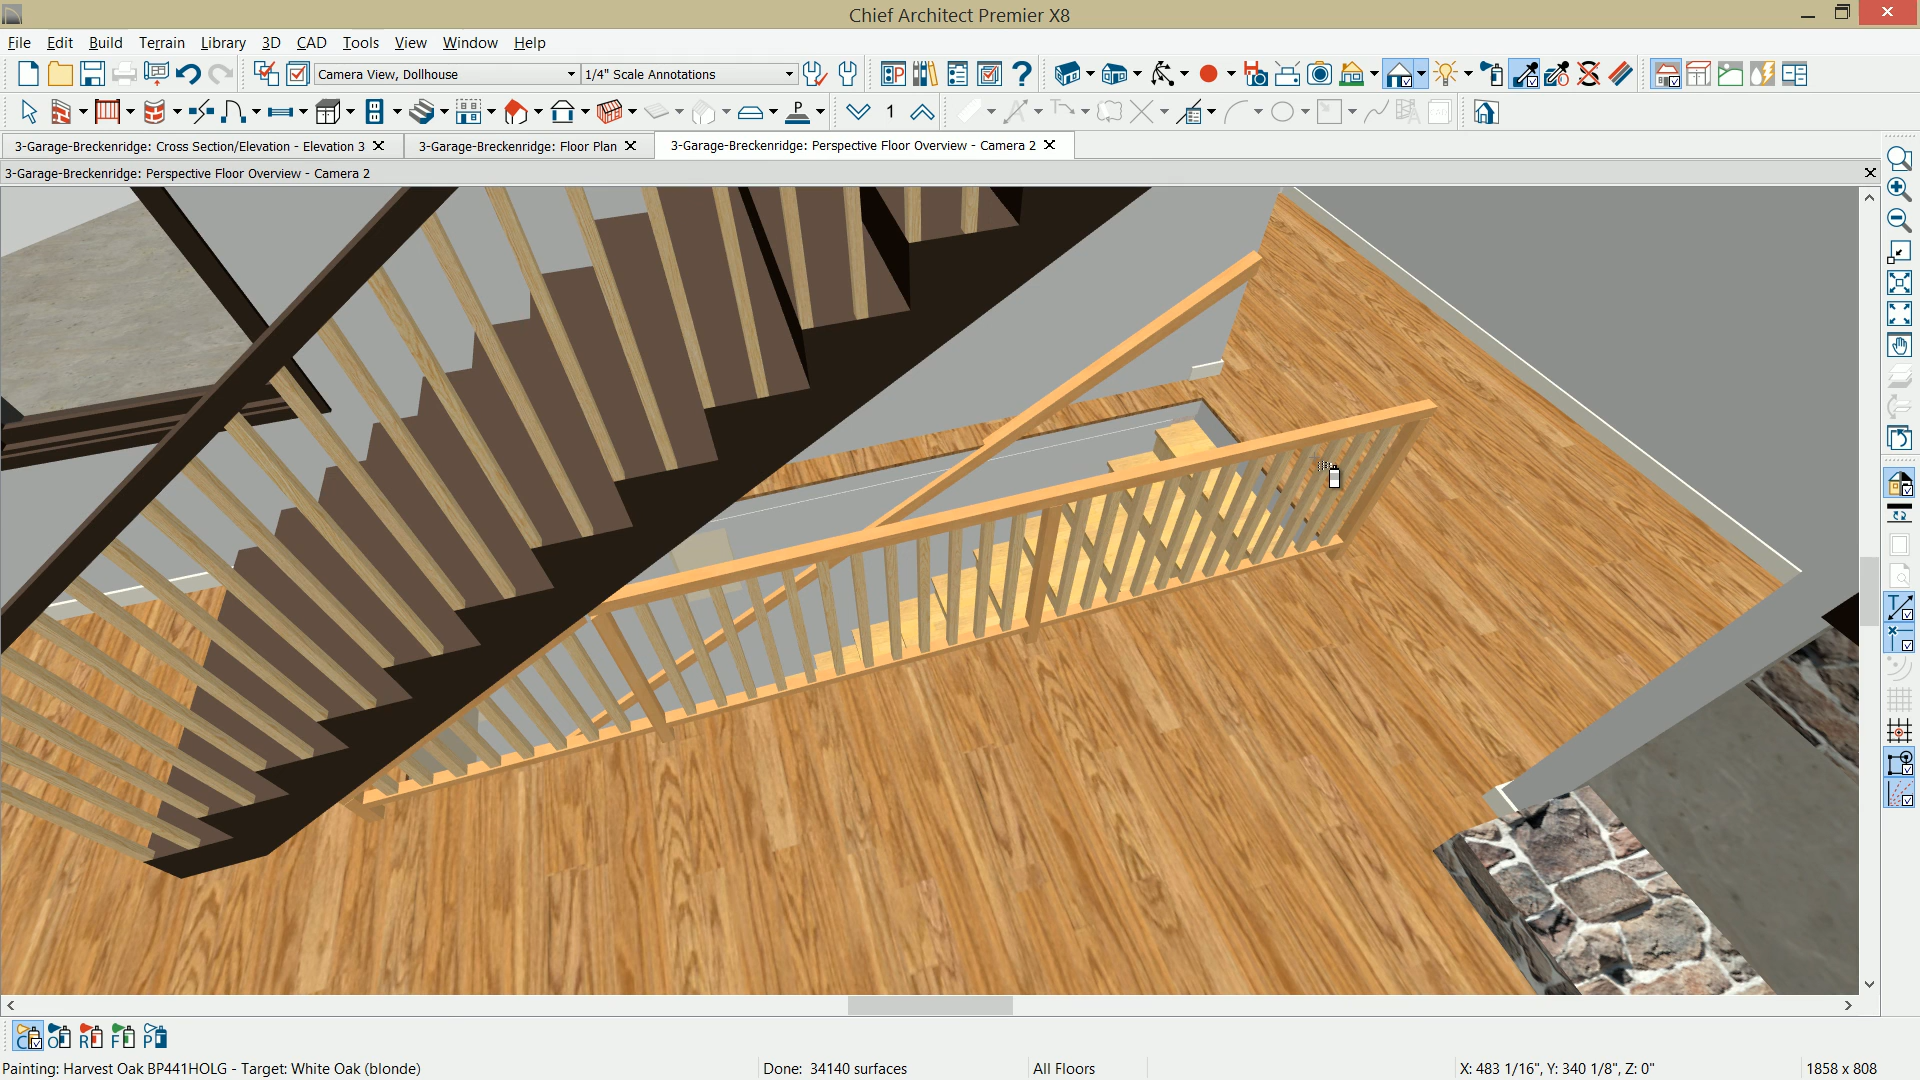 Chief Architect Premier X8
File Edit Build Terrain Library 3D CAD Tools View Window Help
Camera View, Dollhouse 1/4" Scale Annotations
1
3-Garage-Breckenridge: Cross Section/Elevation - Elevation 3 3-Garage-Breckenridge: Floor Plan 3-Garage-Breckenridge: Perspective Floor Overview - Camera 2
3-Garage-Breckenridge: Perspective Floor Overview - Camera 2
C O R F P
Painting: Harvest Oak BP441HOLG - Target: White Oak (blonde) Done: 34140 surfaces All Floors X: 483 1/16", Y: 340 1/8", Z: 0" 1858 x 808